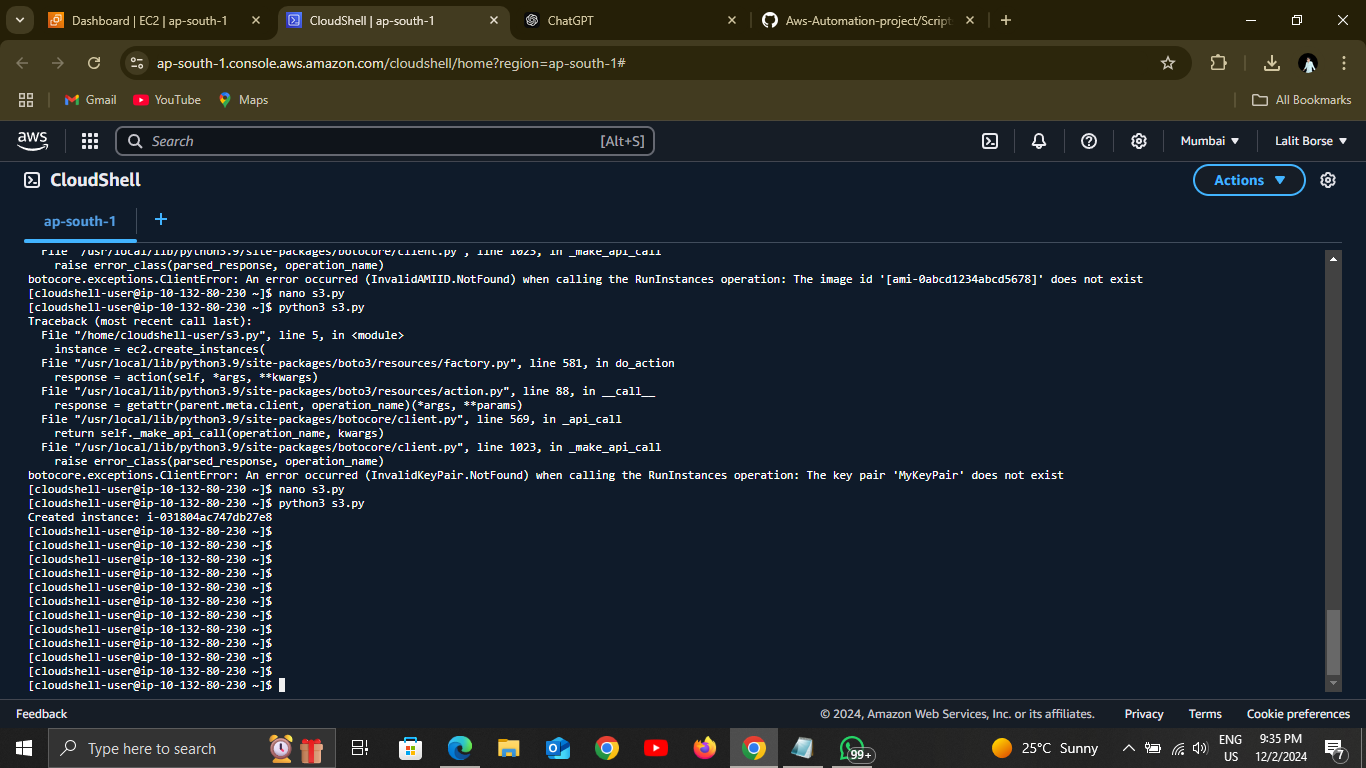 Dashboard | EC2 | ap-south-1
CloudShell | ap-south-1
ChatGPT
Aws-Automation-project/Script
ap-south-1.console.aws.amazon.com/cloudshell/home?region=ap-south-1#
Gmail
YouTube
Maps
All Bookmarks
aws
Search
[Alt+S]
Mumbai
Lalit Borse
CloudShell
Actions
ap-south-1
File "/usr/local/lib/python3.9/site-packages/botocore/client.py", line 1023, in _make_api_call
raise error_class(parsed_response, operation_name)
botocore.exceptions.ClientError: An error occurred (InvalidAMIID.NotFound) when calling the RunInstances operation: The image id '[ami-0abcd1234abcd5678]' does not exist
[cloudshell-user@ip-10-132-80-230 ~]$ nano s3.py
[cloudshell-user@ip-10-132-80-230 ~]$ python3 s3.py
Traceback (most recent call last):
File "/home/cloudshell-user/s3.py", line 5, in <module>
instance = ec2.create_instances(
File "/usr/local/lib/python3.9/site-packages/boto3/resources/factory.py", line 581, in do_action
response = action(self, *args, **kwargs)
File "/usr/local/lib/python3.9/site-packages/boto3/resources/action.py", line 88, in __call__
response = getattr(parent.meta.client, operation_name)(*args, **params)
File "/usr/local/lib/python3.9/site-packages/botocore/client.py", line 569, in _api_call
return self._make_api_call(operation_name, kwargs)
File "/usr/local/lib/python3.9/site-packages/botocore/client.py", line 1023, in _make_api_call
raise error_class(parsed_response, operation_name)
botocore.exceptions.ClientError: An error occurred (InvalidKeyPair.NotFound) when calling the RunInstances operation: The key pair 'MyKeyPair' does not exist
[cloudshell-user@ip-10-132-80-230 ~]$ nano s3.py
[cloudshell-user@ip-10-132-80-230 ~]$ python3 s3.py
Created instance: i-031804ac747db27e8
[cloudshell-user@ip-10-132-80-230 ~]$
[cloudshell-user@ip-10-132-80-230 ~]$
[cloudshell-user@ip-10-132-80-230 ~]$
[cloudshell-user@ip-10-132-80-230 ~]$
[cloudshell-user@ip-10-132-80-230 ~]$
[cloudshell-user@ip-10-132-80-230 ~]$
[cloudshell-user@ip-10-132-80-230 ~]$
[cloudshell-user@ip-10-132-80-230 ~]$
[cloudshell-user@ip-10-132-80-230 ~]$
[cloudshell-user@ip-10-132-80-230 ~]$
[cloudshell-user@ip-10-132-80-230 ~]$
[cloudshell-user@ip-10-132-80-230 ~]$
Feedback
© 2024, Amazon Web Services, Inc. or its affiliates.
Privacy
Terms
Cookie preferences
Type here to search
99+
25°C Sunny
ENG
US
9:35 PM
12/2/2024
7